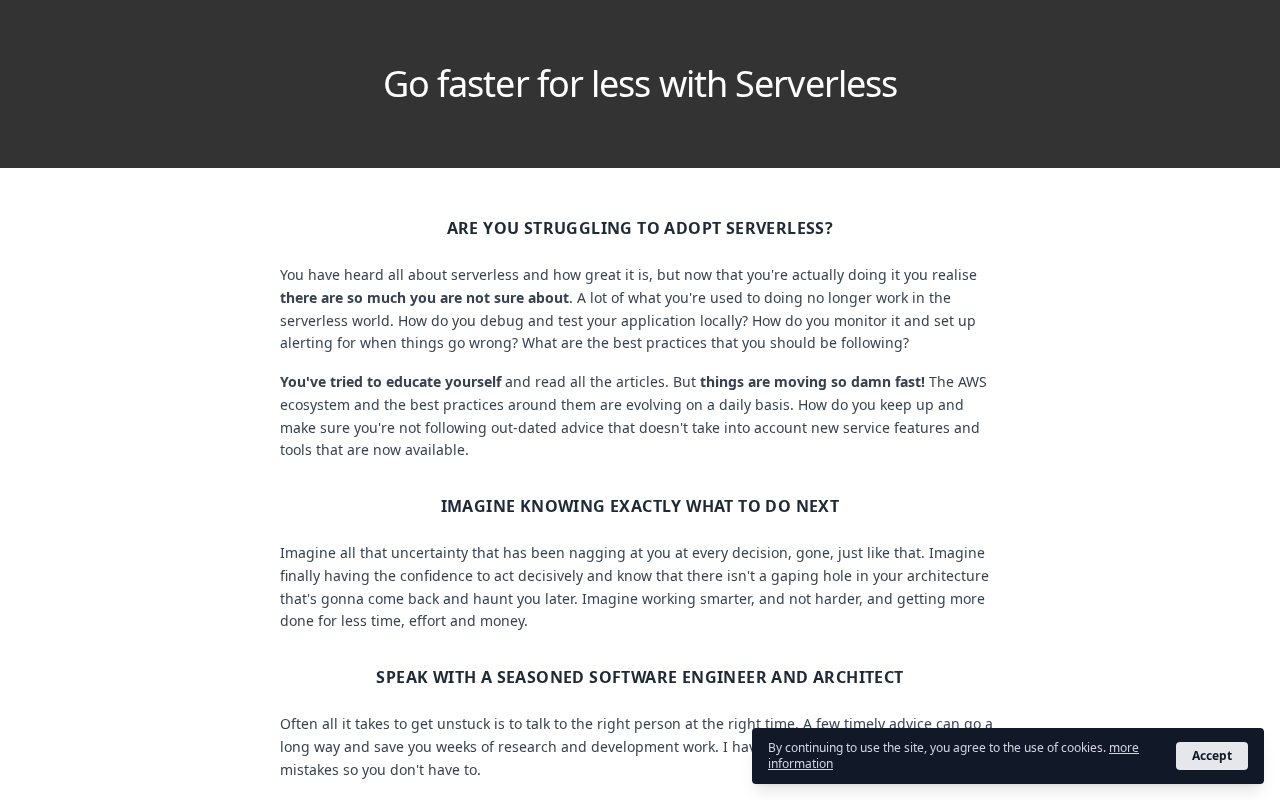 Go faster for less with Serverless
ARE YOU STRUGGLING TO ADOPT SERVERLESS?
You have heard all about serverless and how great it is, but now that you're actually doing it you realise
there are so much you are not sure about. A lot of what you're used to doing no longer work in the
serverless world. How do you debug and test your application locally? How do you monitor it and set up
alerting for when things go wrong? What are the best practices that you should be following?
You've tried to educate yourself and read all the articles. But things are moving so damn fast! The AWS
ecosystem and the best practices around them are evolving on a daily basis. How do you keep up and
make sure you're not following out-dated advice that doesn't take into account new service features and
tools that are now available.
IMAGINE KNOWING EXACTLY WHAT TO DO NEXT
Imagine all that uncertainty that has been nagging at you at every decision, gone, just like that. Imagine
finally having the confidence to act decisively and know that there isn't a gaping hole in your architecture
that's gonna come back and haunt you later. Imagine working smarter, and not harder, and getting more
done for less time, effort and money.
SPEAK WITH A SEASONED SOFTWARE ENGINEER AND ARCHITECT
Often all it takes to get unstuck is to talk to the right person at the right time. A few timely advice can go a
long way and save you weeks of research and development work. I
mistakes so you don't have to.
By continuing to use the site, you agree to the use of cookies. more
information
Accept